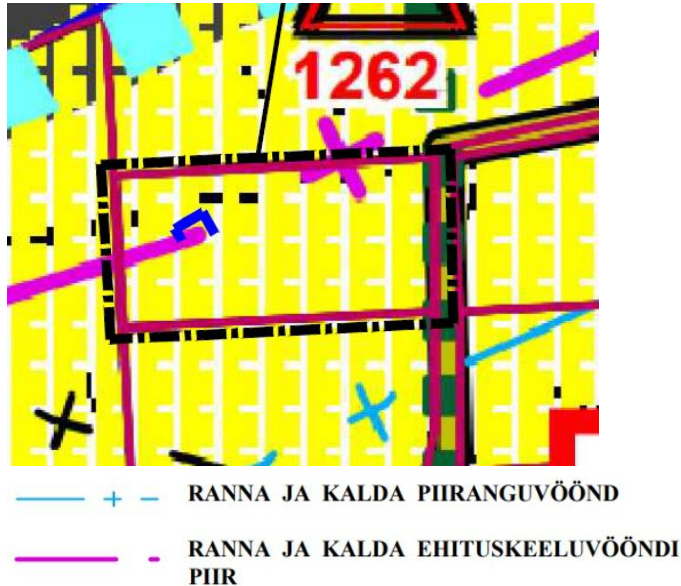 1262
RANNA JA KALDA PIIRANGUVÖÖND
RANNA JA KALDA EHITUSKEELUVÖÖNDI
PIIR